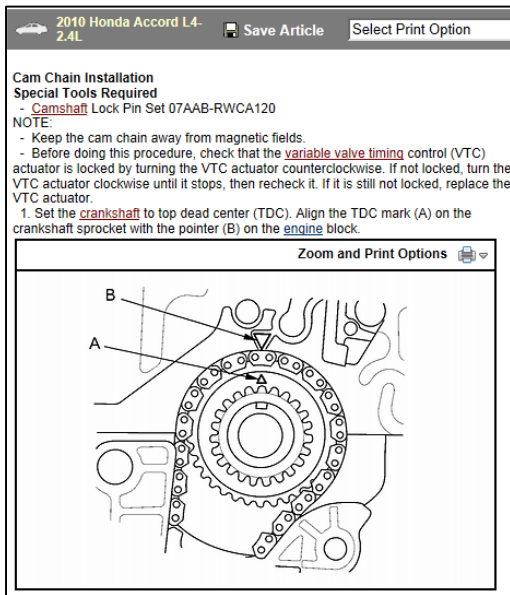 2010 Honda Accord L4-
2.4L
Save Article
Select Print Option
Cam Chain Installation
Special Tools Required
- Camshaft Lock Pin Set 07AAB-RWCA120
NOTE:
- Keep the cam chain away from magnetic fields.
- Before doing this procedure, check that the variable valve timing control (VTC)
actuator is locked by turning the VTC actuator counterclockwise. If not locked, turn the
VTC actuator clockwise until it stops, then recheck it. If it is still not locked, replace the
VTC actuator.
1. Set the crankshaft to top dead center (TDC). Align the TDC mark (A) on the
crankshaft sprocket with the pointer (B) on the engine block.
Zoom and Print Options
B
A